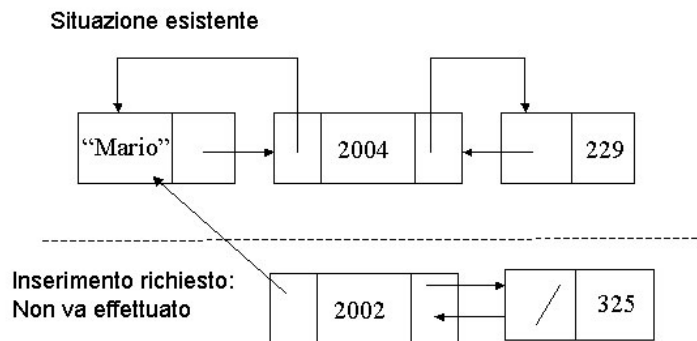 Situazione esistente
“Mario”
2004
229
Inserimento richiesto:
Non va effettuato
2002
325